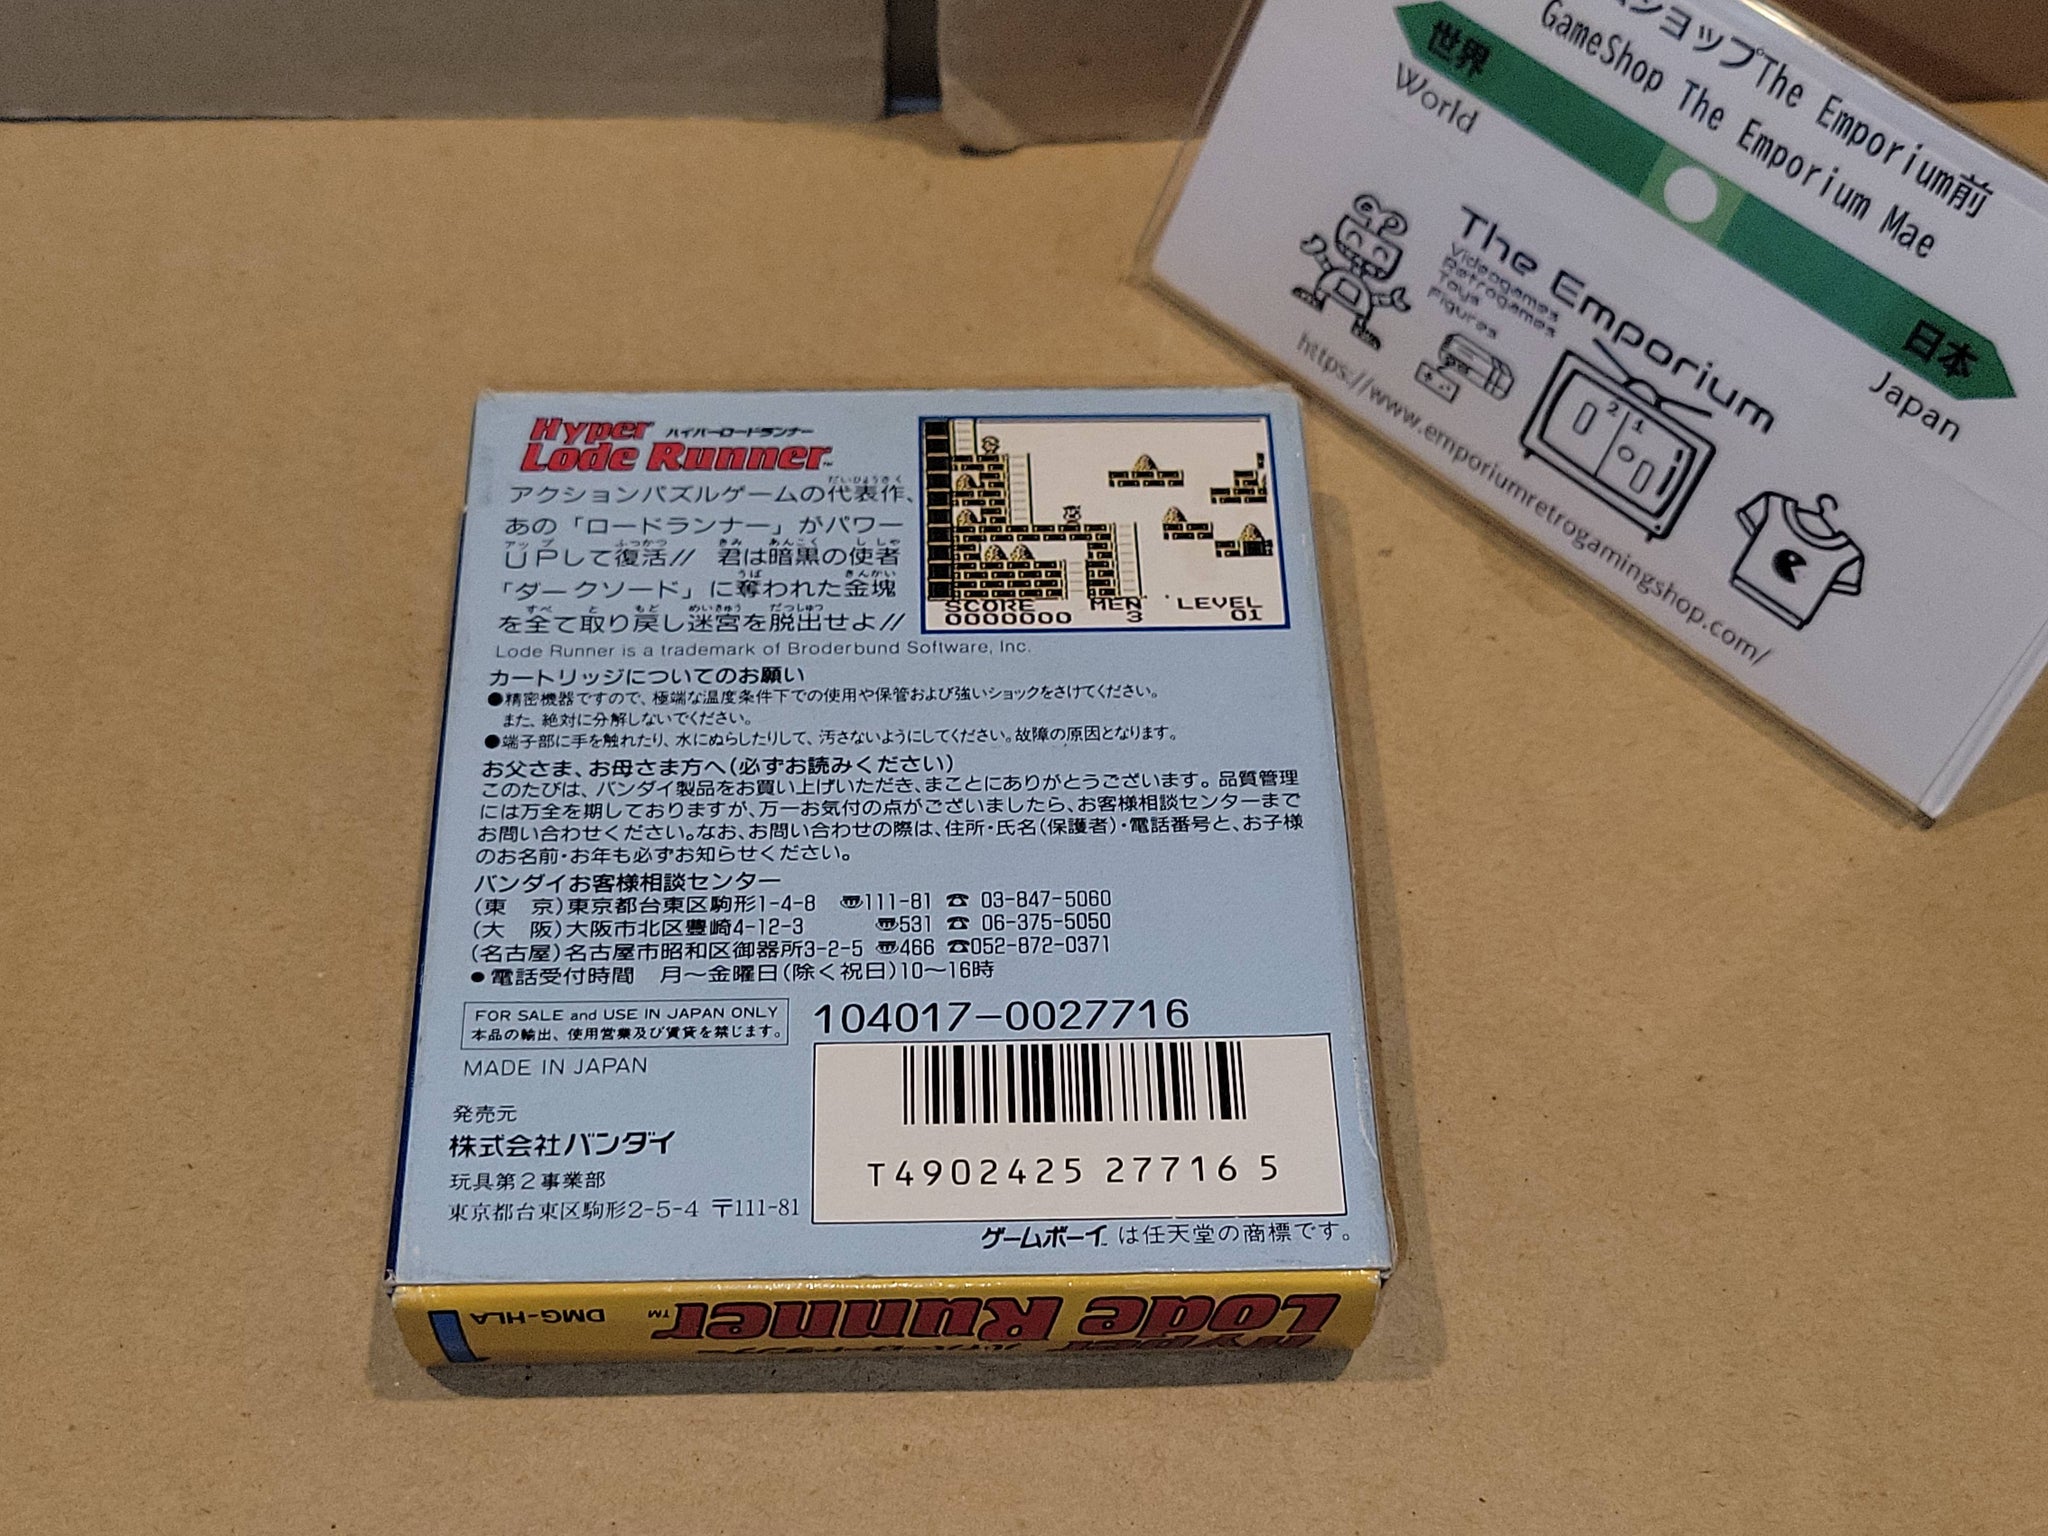 Hyper ハイパーロードランナー
Lode Runner™
アクションパズルゲームの代表作、
あの「ロードランナー」がパワー
UPして復活!! 君は暗黒の使者
「ダークソード」に奪われた金塊
を全て取り戻し迷宮を脱出せよ!!
SCORE MEN LEVEL
0000000 3 01
Lode Runner is a trademark of Broderbund Software, Inc.
カートリッジについてのお願い
●精密機器ですので、極端な温度条件下での使用や保管および強いショックをさけてください。
また、絶対に分解しないでください。
●端子部に手を触れたり、水にぬらしたりして、汚さないようにしてください。故障の原因となります。
お父さま、お母さま方へ(必ずお読みください)
このたびは、バンダイ製品をお買い上げいただき、まことにありがとうございます。品質管理
には万全を期しておりますが、万一お気付の点がございましたら、お客様相談センターまで
お問い合わせください。なお、お問い合わせの際は、住所・氏名(保護者)・電話番号と、お子様
のお名前・お年も必ずお知らせください。
バンダイお客様相談センター
(東 京)東京都台東区駒形1-4-8 〠111-81 ☎ 03-847-5060
(大 阪)大阪市北区豊崎4-12-3 〠531 ☎ 06-375-5050
(名古屋)名古屋市昭和区御器所3-2-5 〠466 ☎052-872-0371
●電話受付時間 月〜金曜日(除く祝日)10〜16時
FOR SALE and USE IN JAPAN ONLY
本品の輸出、使用営業及び賃貸を禁じます。
104017-0027716
MADE IN JAPAN
発売元
株式会社バンダイ
玩具第2事業部
東京都台東区駒形2-5-4 〒111-81
T4902425 27716 5
ゲームボーイ™は任天堂の商標です。
DMG-HLA
Hyper ハイパーロードランナー
Lode Runner™
ショップThe Emporium前
GameShop The Emporium Mae
世界
World
日本
Japan
The Emporium
Videogames
Retrogames
Toys
Figures
2 1
https://www.emporiumretrogamingshop.com/